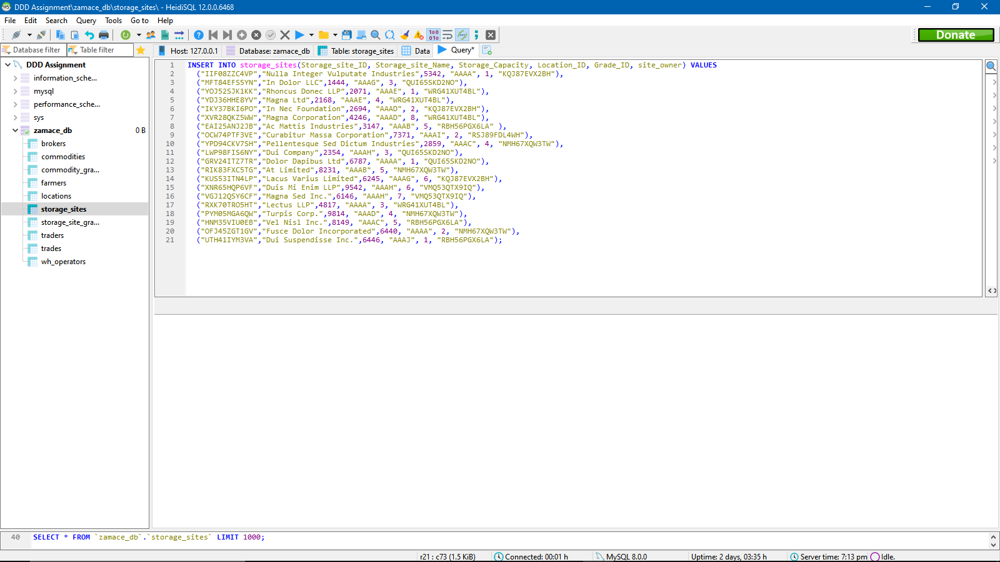 DDD Assignment\zamace_db\storage_sites\ - HeidiSQL 12.0.0.6468
File Edit Search Query Tools Go to Help
Donate
Database filter Table filter
Host: 127.0.0.1 Database: zamace_db Table: storage_sites Data Query*
DDD Assignment
information_sche...
mysql
performance_sche...
sys
zamace_db 0 B
brokers
commodities
commodity_gra...
farmers
locations
storage_sites
storage_site_gra...
traders
trades
wh_operators
1 INSERT INTO storage_sites(Storage_site_ID, Storage_site_Name, Storage_Capacity, Location_ID, Grade_ID, site_owner) VALUES
2 ("IIF08ZZC4VP","Nulla Integer Vulputate Industries",5342, "AAAA", 1, "KQJ87EVX2BH"),
3 ("MFT84EFS5YN","In Dolor LLC",1444, "AAAG", 3, "QUI65SKD2NO"),
4 ("YOJ52SJK1KK","Rhoncus Donec LLP",2071, "AAAE", 1, "WRG41XUT4BL"),
5 ("YDJ36HHE8YV","Magna Ltd",2168, "AAAE", 4, "WRG41XUT4BL"),
6 ("IKY37BKI6PO","In Nec Foundation",2694, "AAAD", 2, "KQJ87EVX2BH"),
7 ("XVR28QKZ5WW","Magna Corporation",4246, "AAAD", 8, "WRG41XUT4BL"),
8 ("EAI25ANJ2JB","Ac Mattis Industries",3147, "AAAB", 5, "RBH56PGX6LA" ),
9 ("OCW74PTF3VE","Curabitur Massa Corporation",7371, "AAAI", 2, "RSJ89FDL4WH"),
10 ("YPD94CKV7SH","Pellentesque Sed Dictum Industries",2859, "AAAC", 4, "NMH67XQW3TW"),
11 ("LWP98FIS6NY","Dui Company",2354, "AAAH", 3, "QUI65SKD2NO"),
12 ("GRV24ITZ7TR","Dolor Dapibus Ltd",6787, "AAAA", 1, "QUI65SKD2NO"),
13 ("RIK83FXC5TG","At Limited",8231, "AAAB", 5, "NMH67XQW3TW"),
14 ("KUS53ITN4LP","Lacus Varius Limited",6245, "AAAG", 6, "KQJ87EVX2BH"),
15 ("XNR65HQP6VF","Duis Mi Enim LLP",9542, "AAAH", 6, "VMQ53QTX9IQ"),
16 ("VGJ12QSY6CF","Magna Sed Inc.",6146, "AAAH", 7, "VMQ53QTX9IQ"),
17 ("RXK70TRO5HT","Lectus LLP",4817, "AAAA", 3, "WRG41XUT4BL"),
18 ("PYM05MGA6QW","Turpis Corp.",9814, "AAAD", 4, "NMH67XQW3TW"),
19 ("HNM35VIU0EB","Vel Nisl Inc.",8149, "AAAC", 5, "RBH56PGX6LA"),
20 ("OFJ45ZGT1GV","Fusce Dolor Incorporated",6440, "AAAA", 2, "NMH67XQW3TW"),
21 ("UTH41IYM3VA","Dui Suspendisse Inc.",6446, "AAAJ", 1, "RBH56PGX6LA");
40 SELECT * FROM `zamace_db`.`storage_sites` LIMIT 1000;
r21 : c73 (1.5 KiB) Connected: 00:01 h MySQL 8.0.0 Uptime: 2 days, 03:35 h Server time: 7:13 pm Idle.